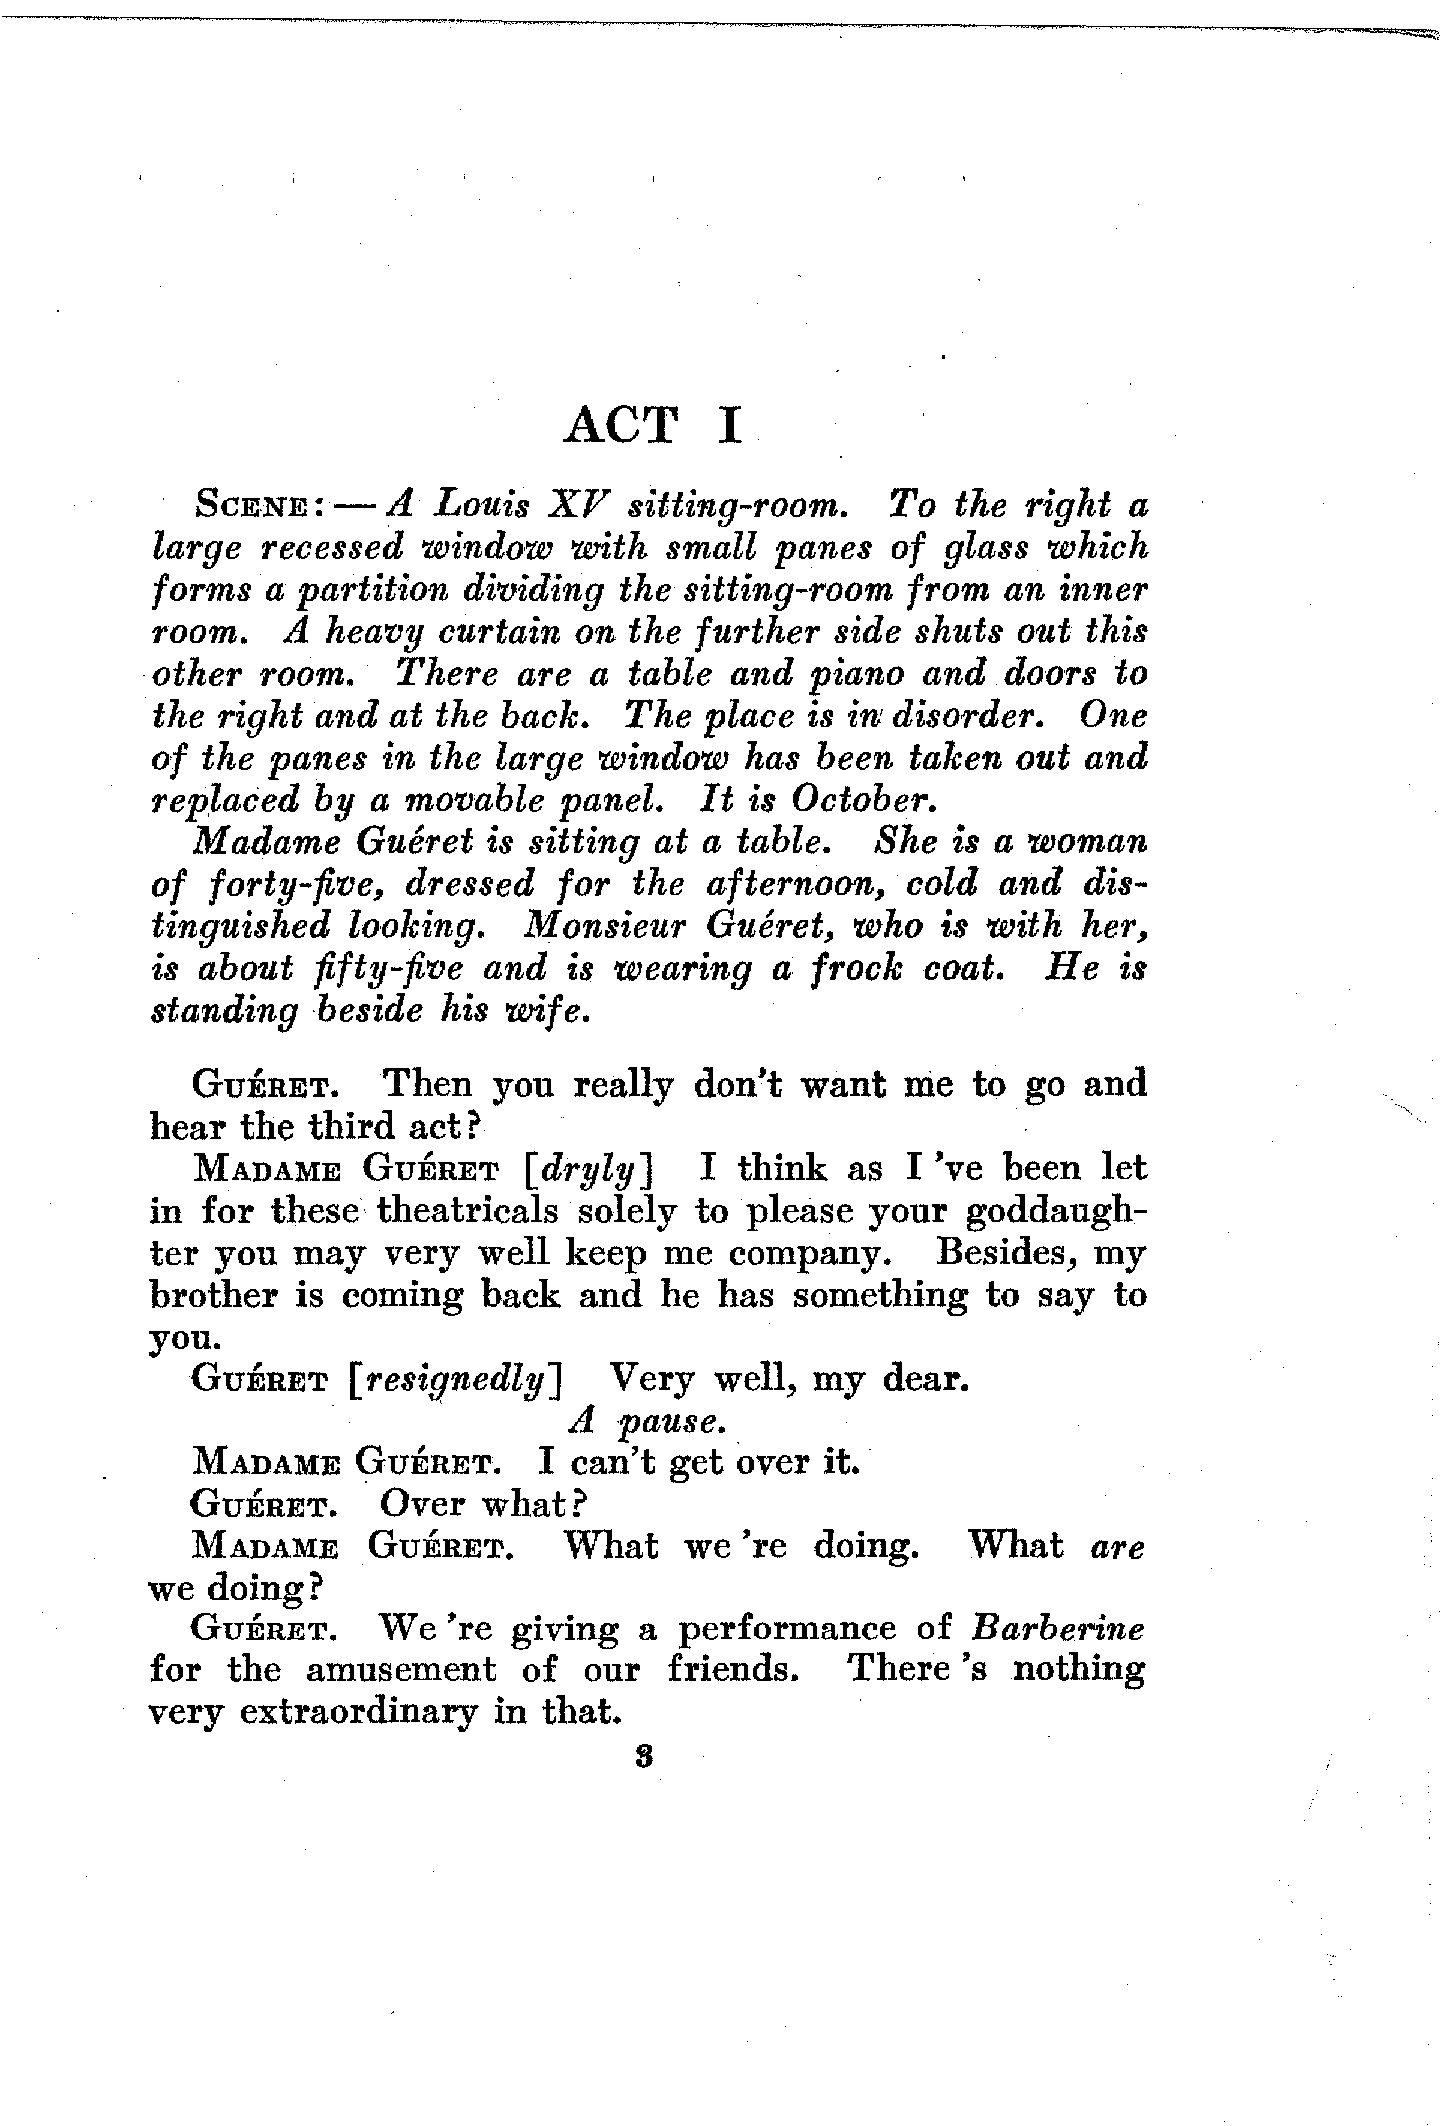 ACT I
SCENE: — A Louis XV sitting-room. To the right a
large recessed window with small panes of glass which
forms a partition dividing the sitting-room from an inner
room. A heavy curtain on the further side shuts out this
other room. There are a table and piano and doors to
the right and at the back. The place is in disorder. One
of the panes in the large window has been taken out and
replaced by a movable panel. It is October.
Madame Guéret is sitting at a table. She is a woman
of forty-five, dressed for the afternoon, cold and dis-
tinguished looking. Monsieur Guéret, who is with her,
is about fifty-five and is wearing a frock coat. He is
standing beside his wife.
GUÉRET. Then you really don't want me to go and
hear the third act?
MADAME GUÉRET [dryly] I think as I 've been let
in for these theatricals solely to please your goddaugh-
ter you may very well keep me company. Besides, my
brother is coming back and he has something to say to
you.
GUÉRET [resignedly] Very well, my dear.
A pause.
MADAME GUÉRET. I can't get over it.
GUÉRET. Over what?
MADAME GUÉRET. What we 're doing. What are
we doing?
GUÉRET. We 're giving a performance of Barberine
for the amusement of our friends. There 's nothing
very extraordinary in that.
3